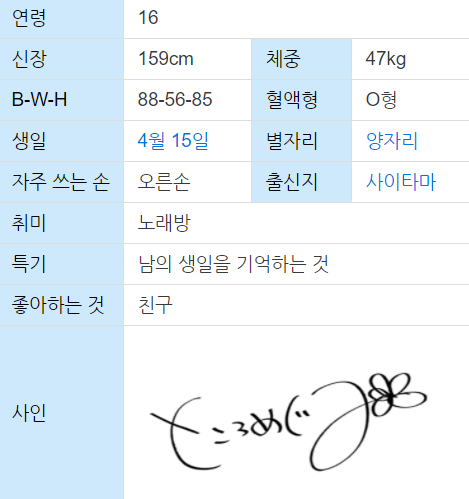 연령 16
신장 159cm 체중 47kg
B-W-H 88-56-85 혈액형 O형
생일 4월 15일 별자리 양자리
자주 쓰는 손 오른손 출신지 사이타마
취미 노래방
특기 남의 생일을 기억하는 것
좋아하는 것 친구
사인 ところめぐみ